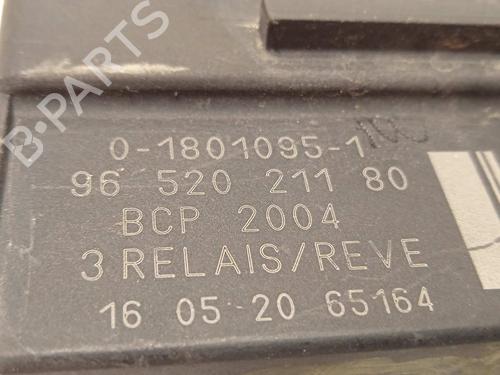 B-PARTS
0-1801095-1
96 520 211 80
BCP 2004
3 RELAIS/REVE
16 05-20 65164